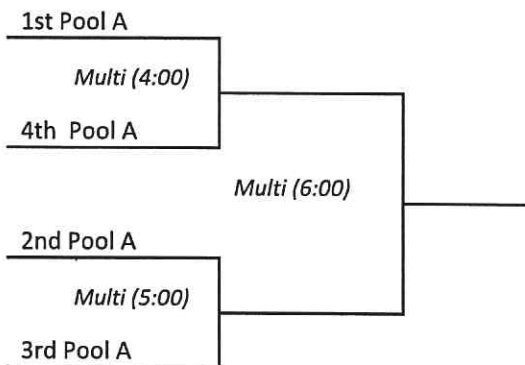 1st Pool A
Multi (4:00)
4th Pool A
Multi (6:00)
2nd Pool A
Multi (5:00)
3rd Pool A